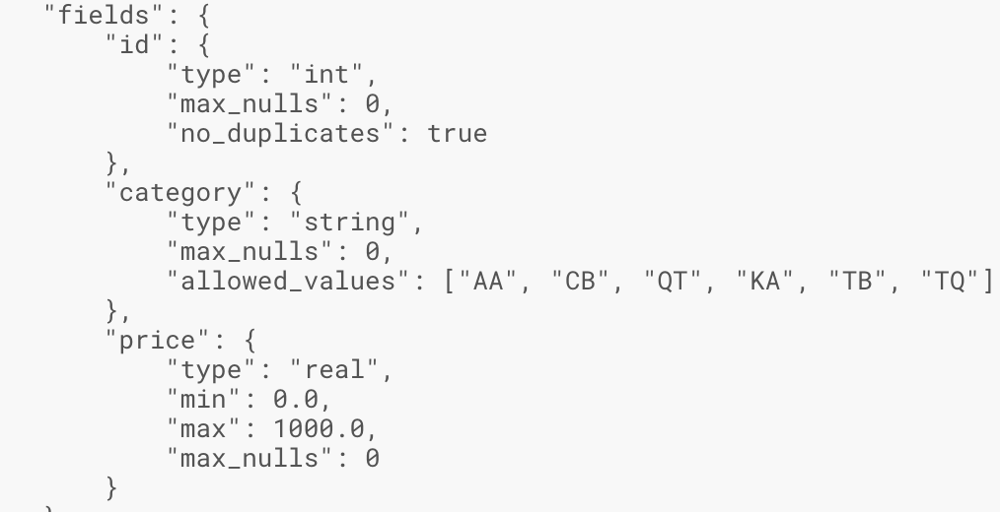 "fields": {
"id": {
"type": "int",
"max_nulls": 0,
"no_duplicates": true
},
"category": {
"type": "string",
"max_nulls": 0,
"allowed_values": ["AA", "CB", "QT", "KA", "TB", "TQ"]
},
"price": {
"type": "real",
"min": 0.0,
"max": 1000.0,
"max_nulls": 0
}
}